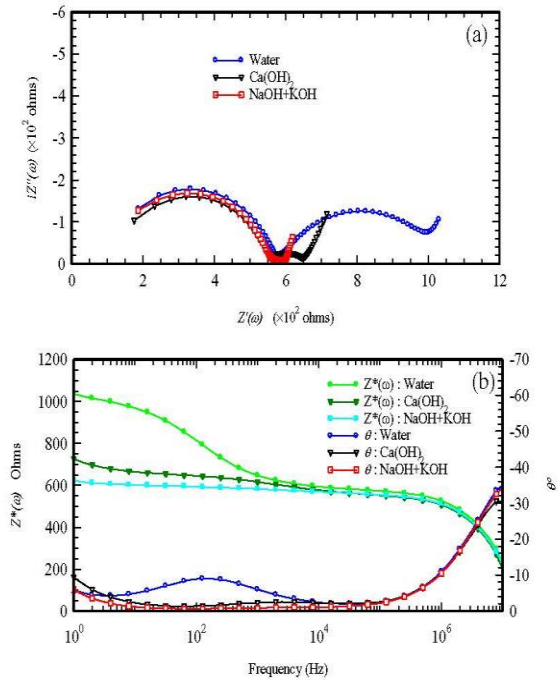 (a)
-6
-5
-4
-3
-2
-1
0
Water
Ca(OH)2
NaOH+KOH
iZ''(ω) (×10² ohms)
0 2 4 6 8 10 12
Z'(ω) (×10² ohms)
(b)
1200
1000
800
600
400
200
0
-70
-60
-50
-40
-30
-20
-10
0
Z*(ω) : Water
Z*(ω) : Ca(OH)2
Z*(ω) : NaOH+KOH
θ : Water
θ : Ca(OH)2
θ : NaOH+KOH
Z*(ω) Ohms
θ°
10⁰ 10² 10⁴ 10⁶
Frequency (Hz)